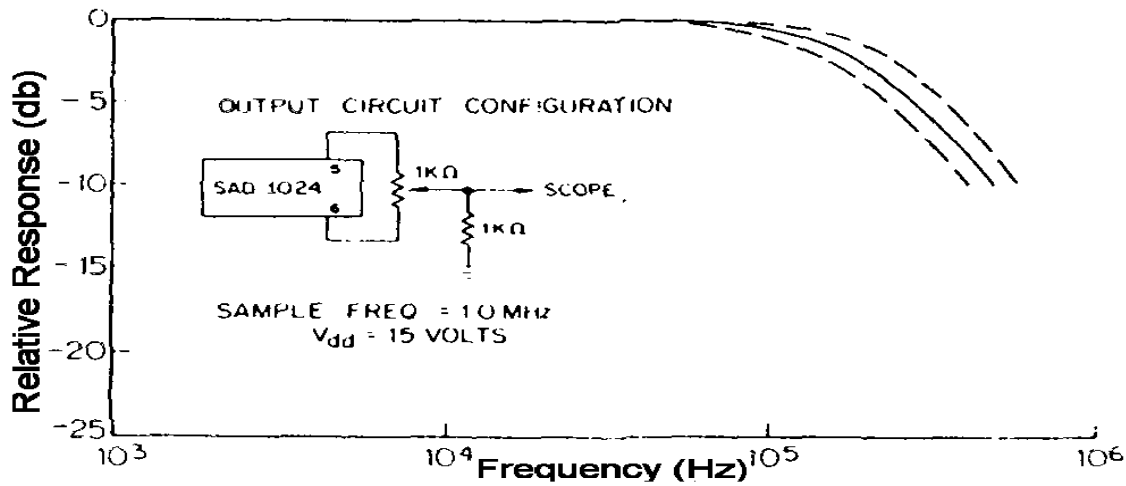 0
-5
-10
-15
-20
-25
Relative Response (db)
OUTPUT CIRCUIT CONFIGURATION
SAD 1024
5
6
1KΩ
SCOPE
1KΩ
SAMPLE FREQ = 1.0 MHz
Vdd = 15 VOLTS
10³
10⁴
10⁵
10⁶
Frequency (Hz)